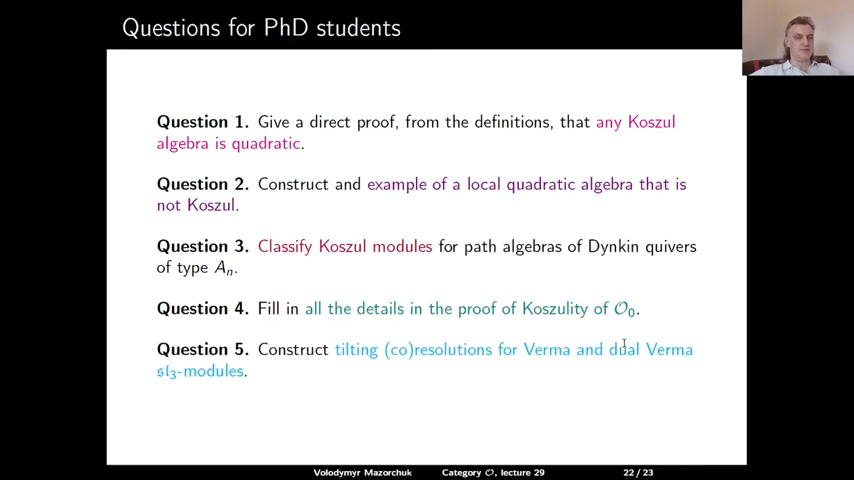 Questions for PhD students
Question 1. Give a direct proof, from the definitions, that any Koszul
algebra is quadratic.
Question 2. Construct and example of a local quadratic algebra that is
not Koszul.
Question 3. Classify Koszul modules for path algebras of Dynkin quivers
of type Aₙ.
Question 4. Fill in all the details in the proof of Koszulity of 𝒪₀.
Question 5. Construct tilting (co)resolutions for Verma and dual Verma
𝔰𝔩₃-modules.
Volodymyr Mazorchuk Category 𝒪, lecture 29 22 / 23